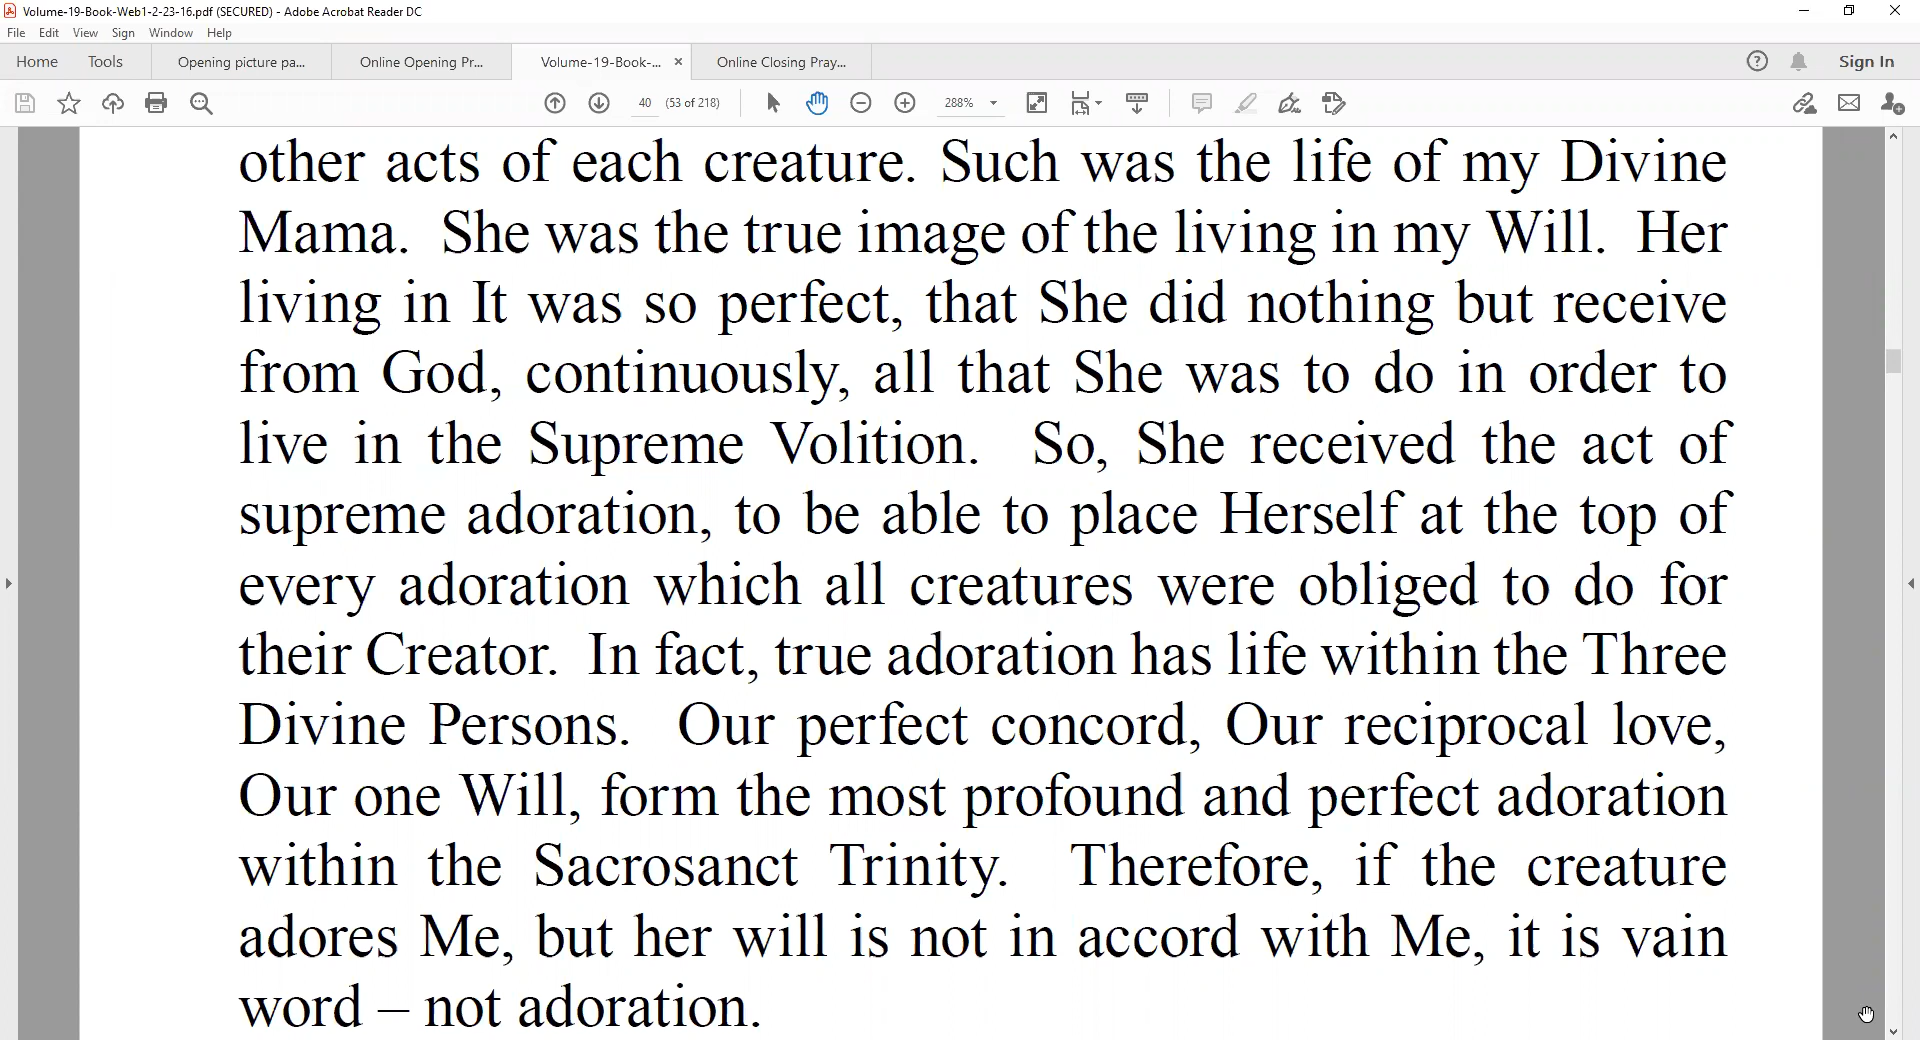 Volume-19-Book-Web1-2-23-16.pdf (SECURED) - Adobe Acrobat Reader DC
File Edit View Sign Window Help
Home Tools Opening picture pa... Online Opening Pr... Volume-19-Book-... × Online Closing Pray... Sign In
40 (53 of 218) 288%
other acts of each creature. Such was the life of my Divine
Mama. She was the true image of the living in my Will. Her
living in It was so perfect, that She did nothing but receive
from God, continuously, all that She was to do in order to
live in the Supreme Volition. So, She received the act of
supreme adoration, to be able to place Herself at the top of
every adoration which all creatures were obliged to do for
their Creator. In fact, true adoration has life within the Three
Divine Persons. Our perfect concord, Our reciprocal love,
Our one Will, form the most profound and perfect adoration
within the Sacrosanct Trinity. Therefore, if the creature
adores Me, but her will is not in accord with Me, it is vain
word – not adoration.